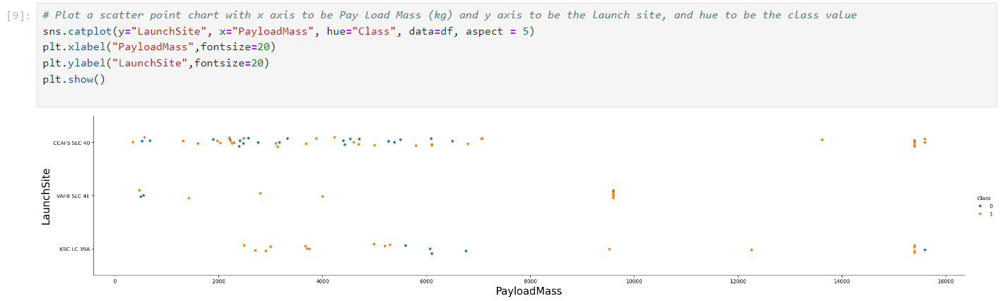 [9]: # Plot a scatter point chart with x axis to be Pay Load Mass (kg) and y axis to be the launch site, and hue to be the class value
sns.catplot(y="LaunchSite", x="PayloadMass", hue="Class", data=df, aspect = 5)
plt.xlabel("PayloadMass",fontsize=20)
plt.ylabel("LaunchSite",fontsize=20)
plt.show()
CCAFS SLC 40
VAFB SLC 4E
KSC LC 39A
LaunchSite
0 2000 4000 6000 8000 10000 12000 14000 16000
PayloadMass
Class
0
1